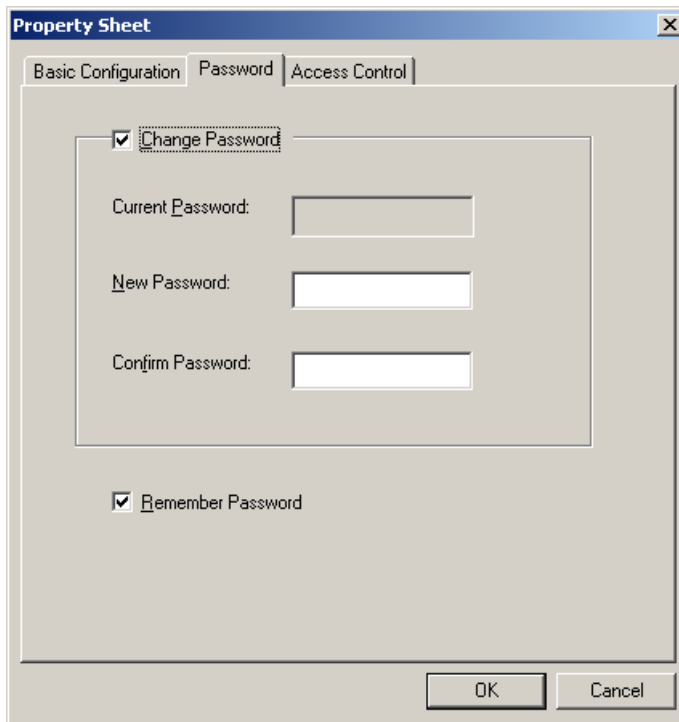 Property Sheet
Basic Configuration Password Access Control
Change Password
Current Password:
New Password:
Confirm Password:
Remember Password
OK Cancel